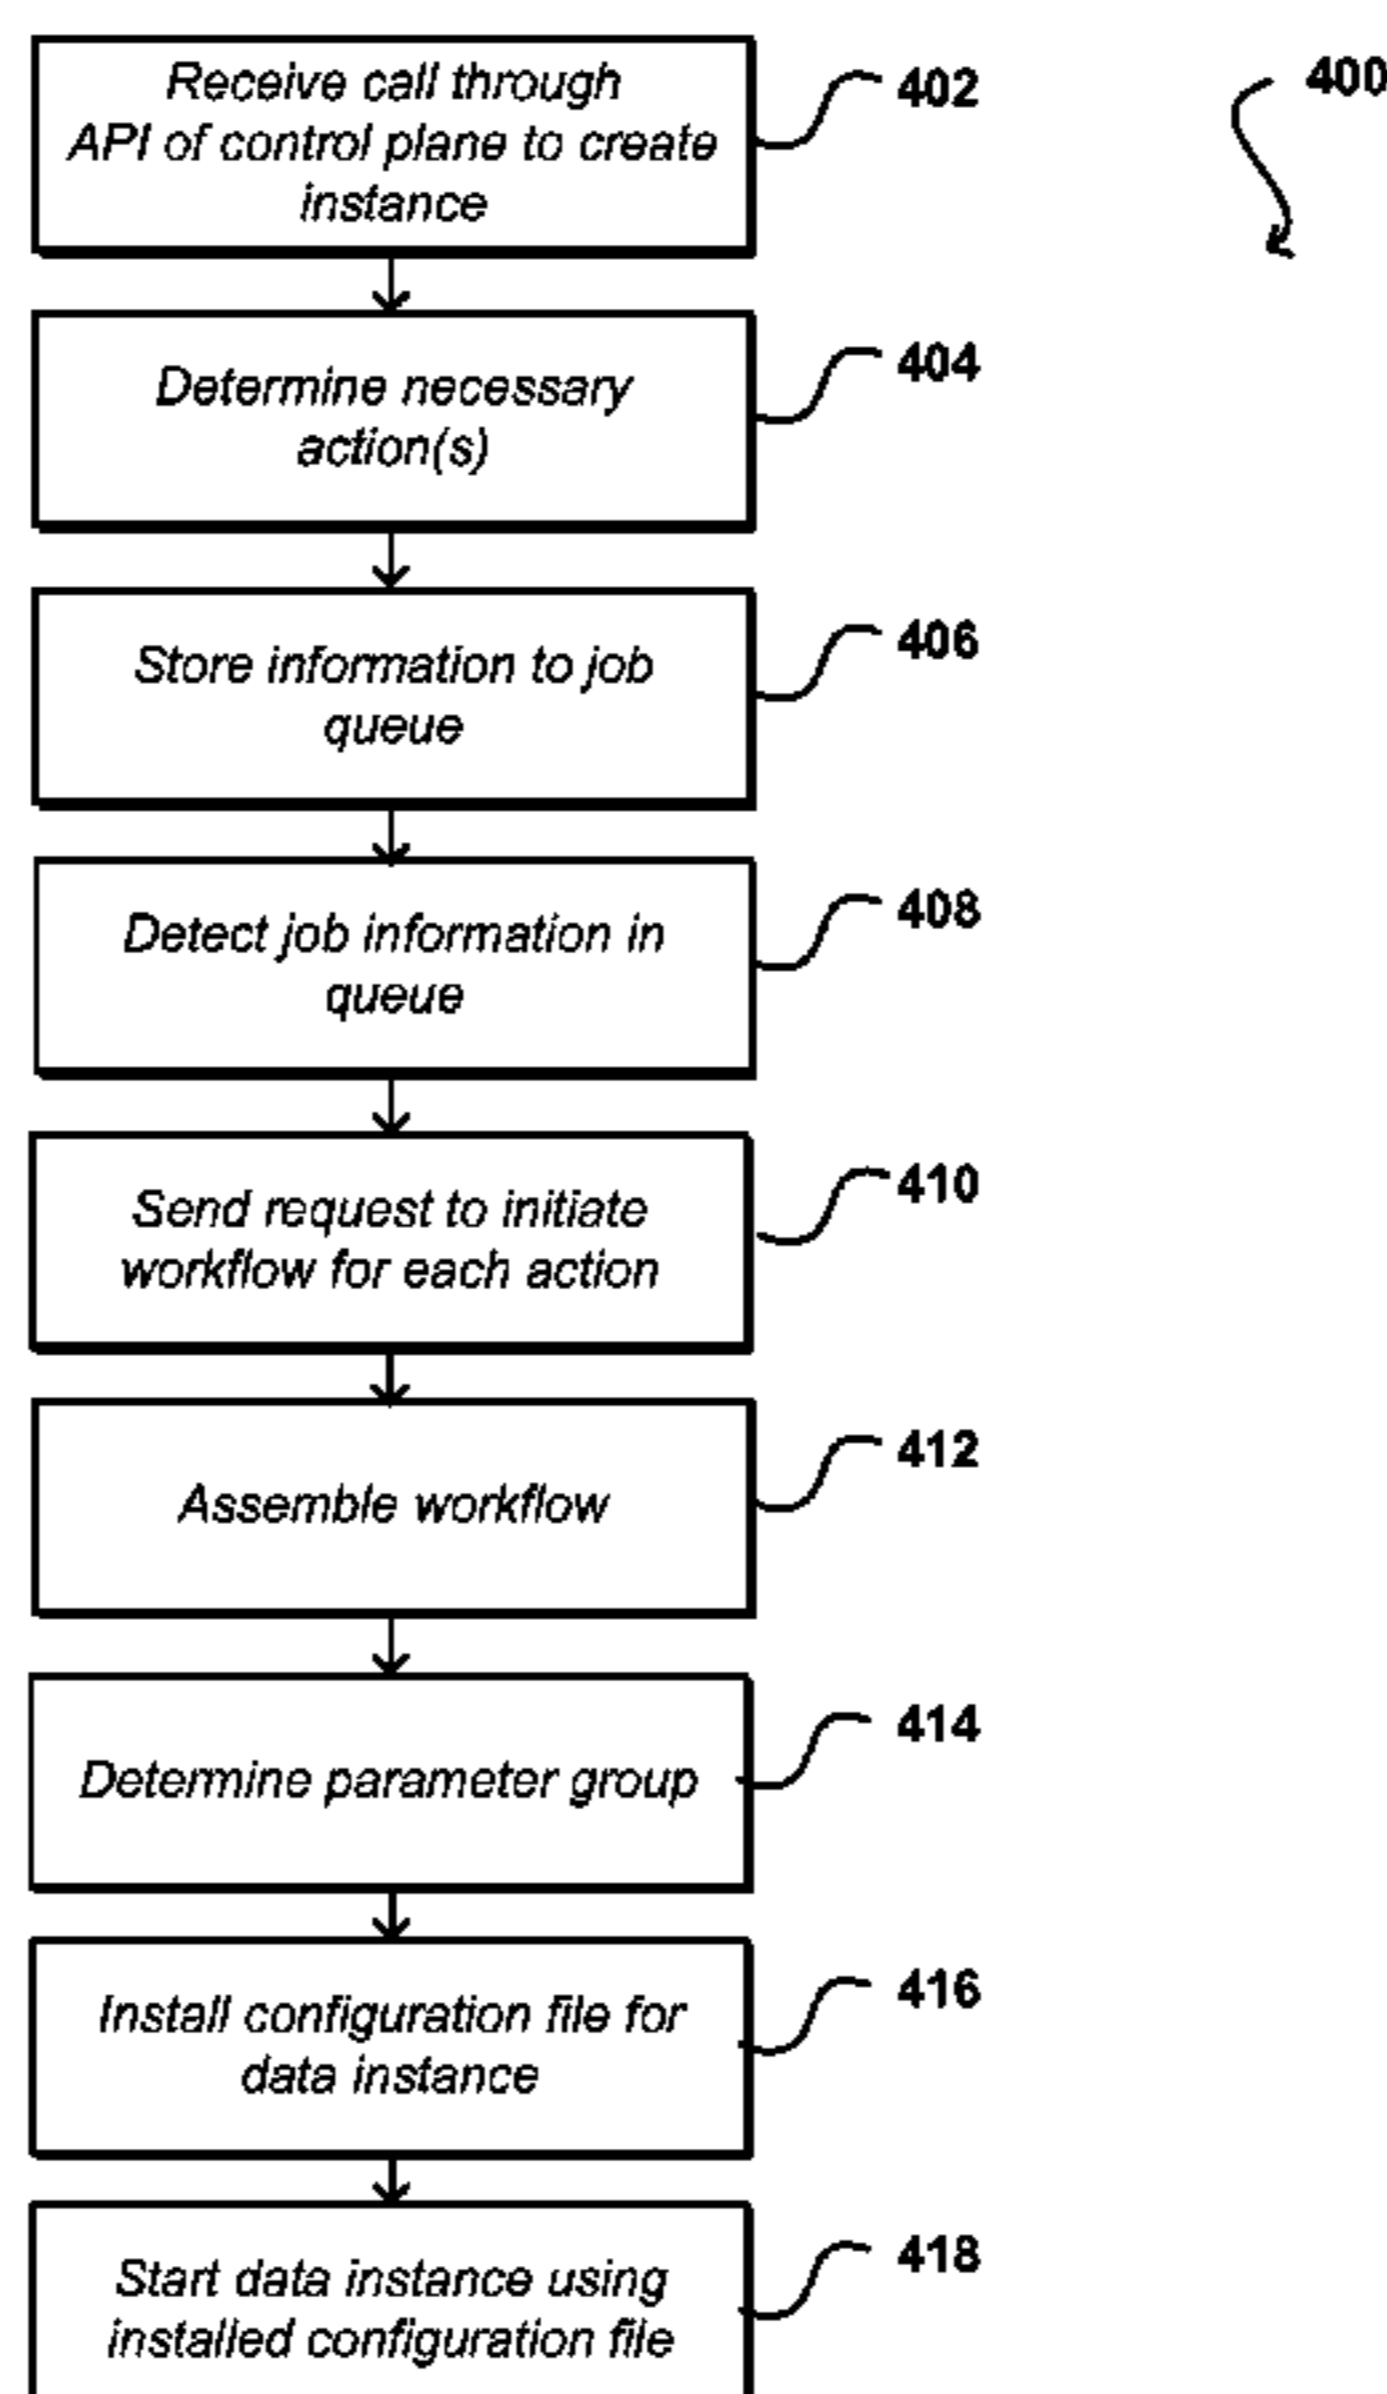 400
Receive call through
API of control plane to create
instance
402
Determine necessary
action(s)
404
Store information to job
queue
406
Detect job information in
queue
408
Send request to initiate
workflow for each action
410
Assemble workflow
412
Determine parameter group
414
Install configuration file for
data instance
416
Start data instance using
installed configuration file
418